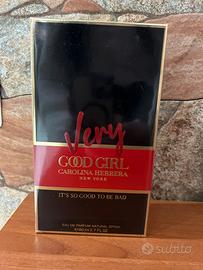 Very
GOOD GIRL
CAROLINA HERRERA
NEW YORK
IT'S SO GOOD TO BE BAD
EAU DE PARFUM NATURAL SPRAY
subito